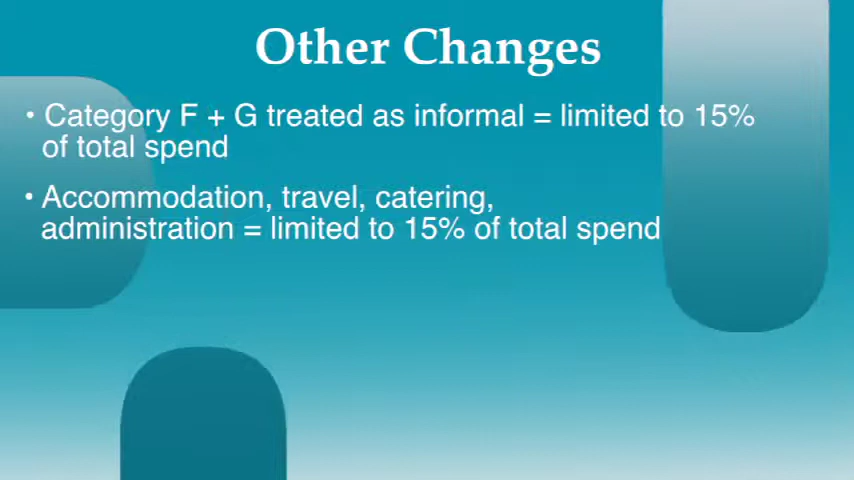 Other Changes
• Category F + G treated as informal = limited to 15%
of total spend
• Accommodation, travel, catering,
administration = limited to 15% of total spend